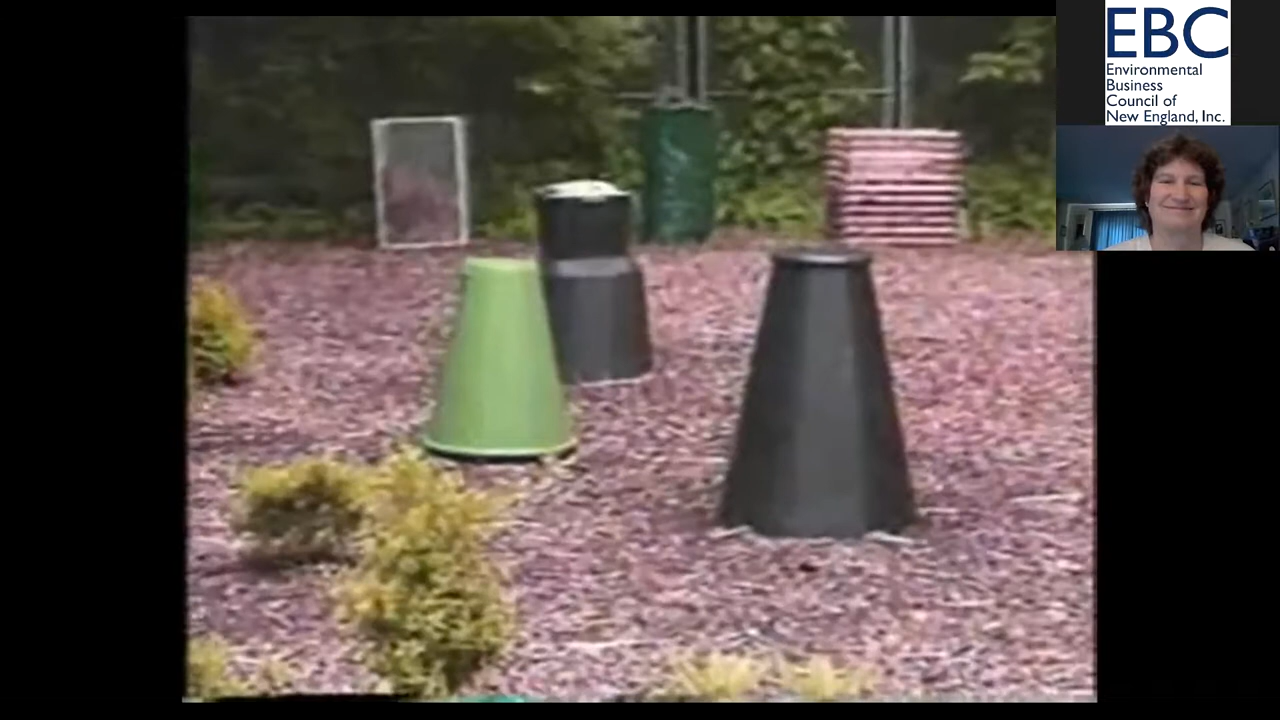 EBC
Environmental
Business
Council of
New England, Inc.